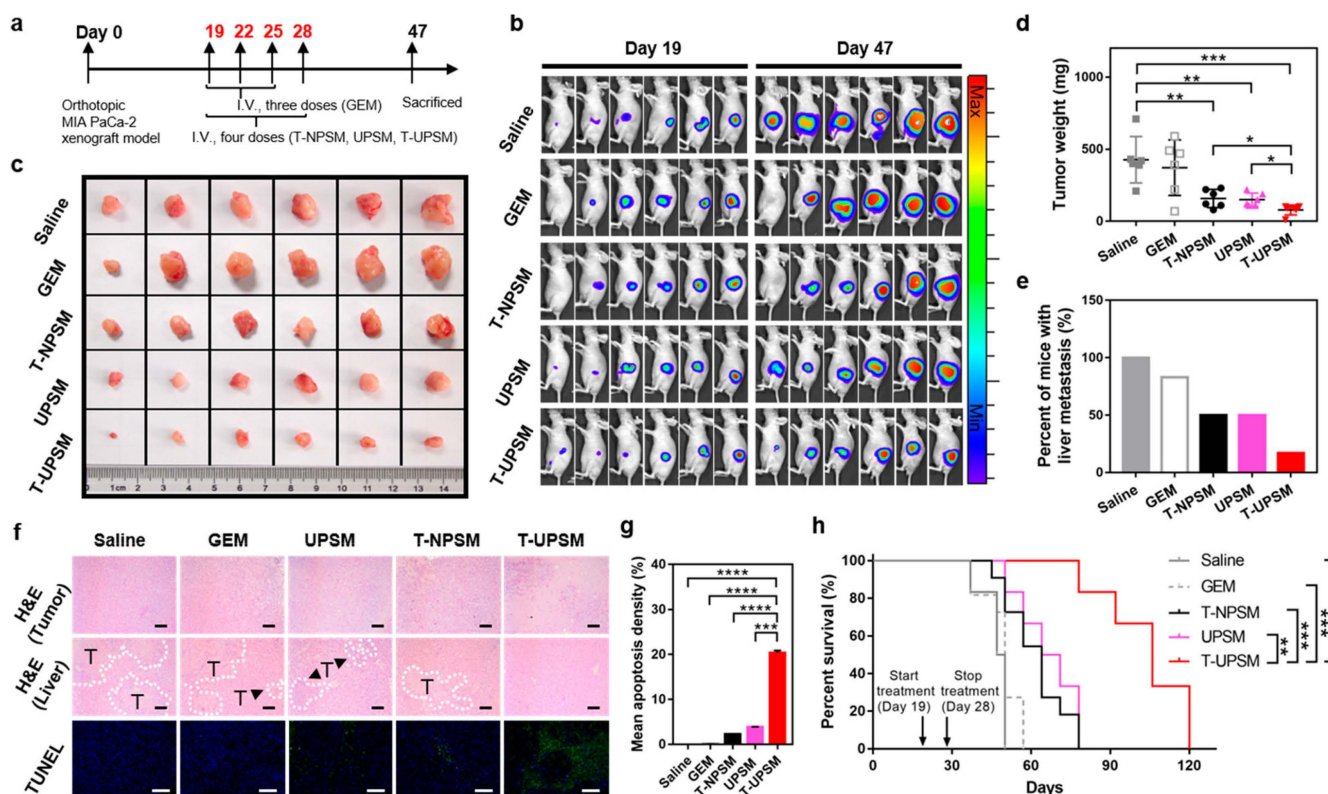 a
Day 0
19
22
25
28
47
Orthotopic
MIA PaCa-2
xenograft model
I.V., three doses (GEM)
I.V., four doses (T-NPSM, UPSM, T-UPSM)
Sacrificed
b
Day 19
Day 47
Saline
GEM
T-NPSM
UPSM
T-UPSM
Max
Min
c
Saline
GEM
T-NPSM
UPSM
T-UPSM
0 1cm 2 3 4 5 6 7 8 9 10 11 12 13 14
d
Tumor weight (mg)
1000
500
0
***
**
**
*
*
Saline
GEM
T-NPSM
UPSM
T-UPSM
e
Percent of mice with
liver metastasis (%)
150
100
50
0
Saline
GEM
T-NPSM
UPSM
T-UPSM
f
Saline
GEM
UPSM
T-NPSM
T-UPSM
H&E
(Tumor)
H&E
(Liver)
T
T
T
T
T
T
TUNEL
g
Mean apoptosis density (%)
40
30
20
10
0
****
****
****
***
Saline
GEM
T-NPSM
UPSM
T-UPSM
h
Percent survival (%)
100
80
60
40
20
0
Start
treatment
(Day 19)
Stop
treatment
(Day 28)
0
30
60
90
120
Days
Saline
GEM
T-NPSM
UPSM
T-UPSM
**
***
***
***